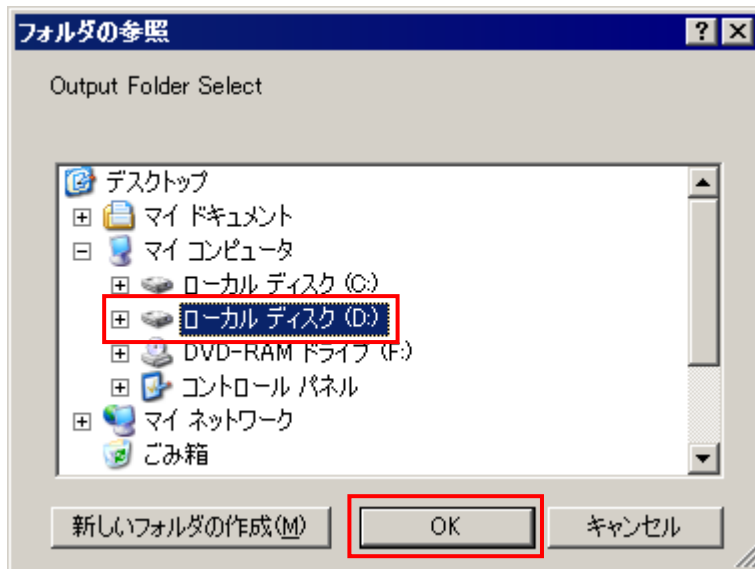 フォルダの参照
Output Folder Select
デスクトップ
マイ ドキュメント
マイ コンピュータ
ローカル ディスク (C:)
ローカル ディスク (D:)
DVD-RAM ドライブ (F:)
コントロール パネル
マイ ネットワーク
ごみ箱
新しいフォルダの作成(M) OK キャンセル